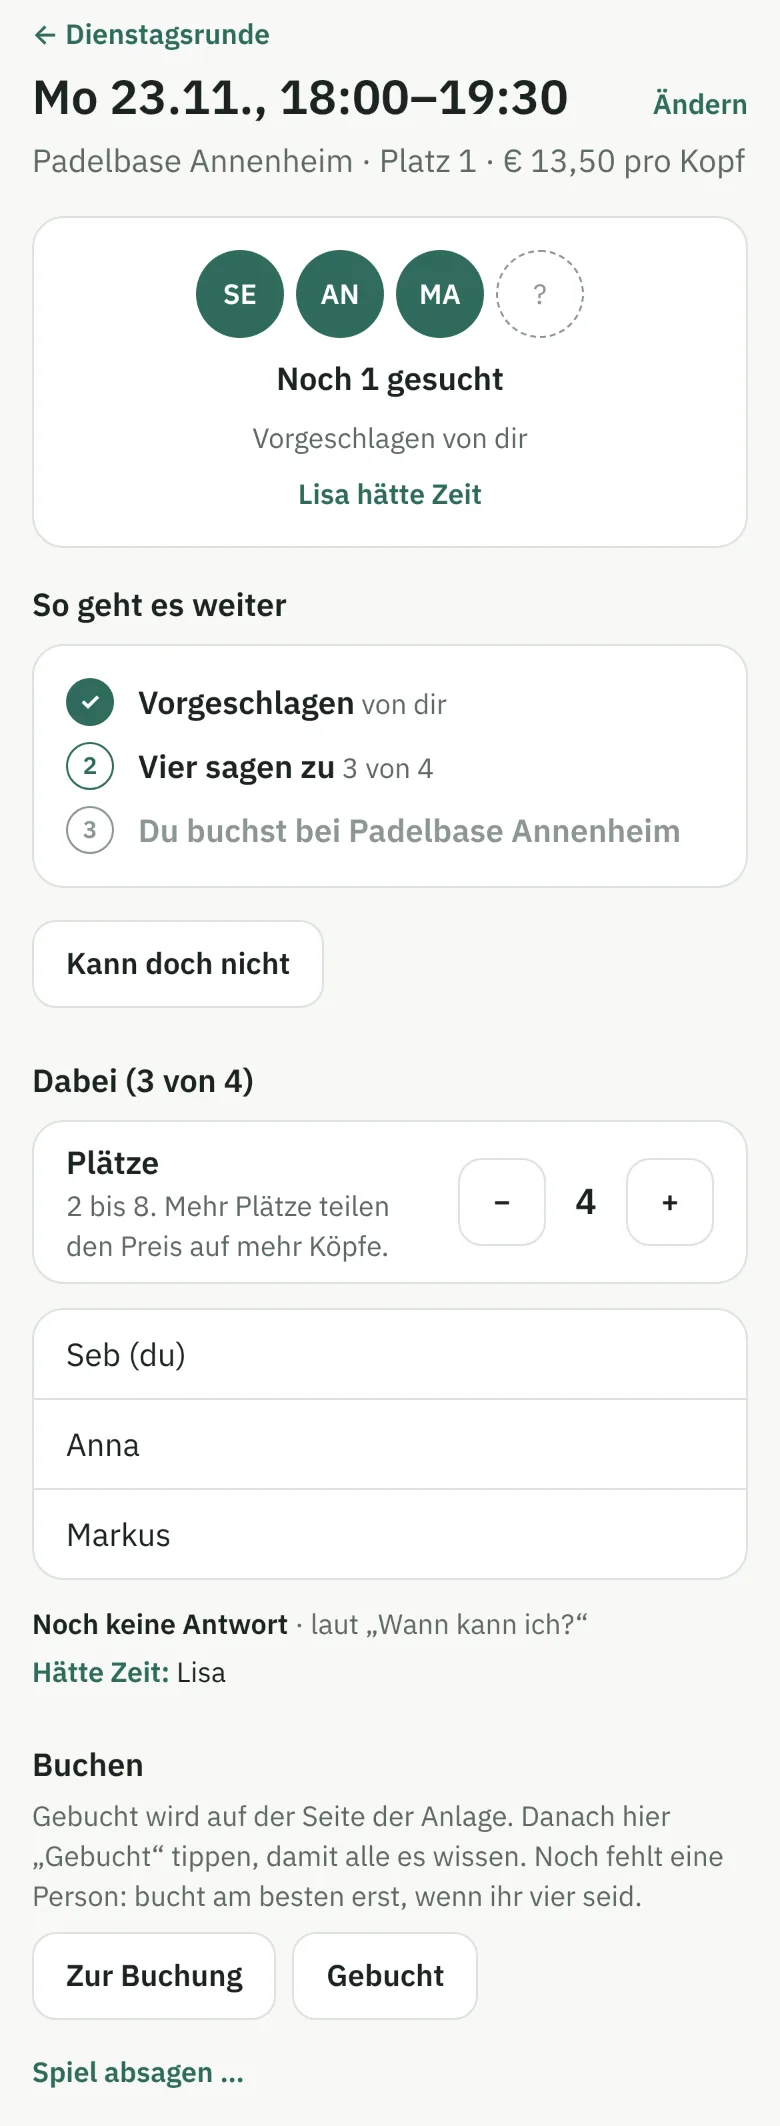 ← Dienstagsrunde
Mo 23.11., 18:00–19:30
Ändern
Padelbase Annenheim · Platz 1 · € 13,50 pro Kopf
SE AN MA ?
Noch 1 gesucht
Vorgeschlagen von dir
Lisa hätte Zeit
So geht es weiter
Vorgeschlagen von dir
2 Vier sagen zu 3 von 4
3 Du buchst bei Padelbase Annenheim
Kann doch nicht
Dabei (3 von 4)
Plätze
2 bis 8. Mehr Plätze teilen
den Preis auf mehr Köpfe.
− 4 +
Seb (du)
Anna
Markus
Noch keine Antwort · laut „Wann kann ich?“
Hätte Zeit: Lisa
Buchen
Gebucht wird auf der Seite der Anlage. Danach hier
„Gebucht“ tippen, damit alle es wissen. Noch fehlt eine
Person: bucht am besten erst, wenn ihr vier seid.
Zur Buchung
Gebucht
Spiel absagen ...